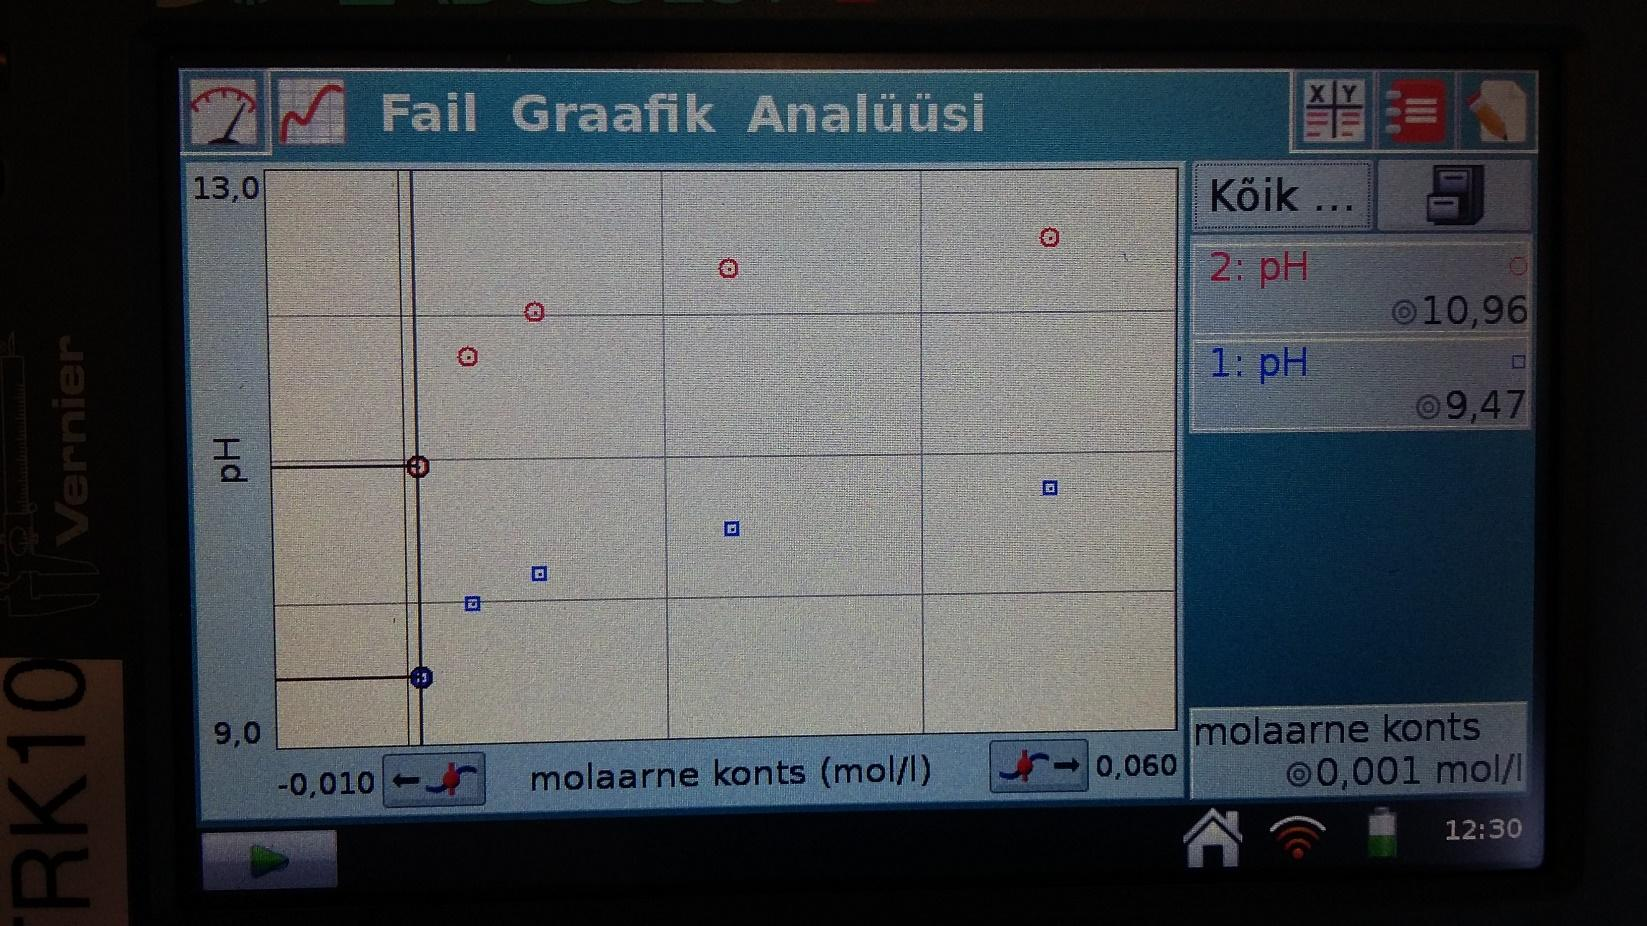 Fail Graafik Analüüsi
X Y
13,0
Kõik ...
2: pH
10,96
1: pH
9,47
pH
9,0
-0,010
molaarne konts (mol/l)
0,060
molaarne konts
0,001 mol/l
12:30
Vernier
TRK10